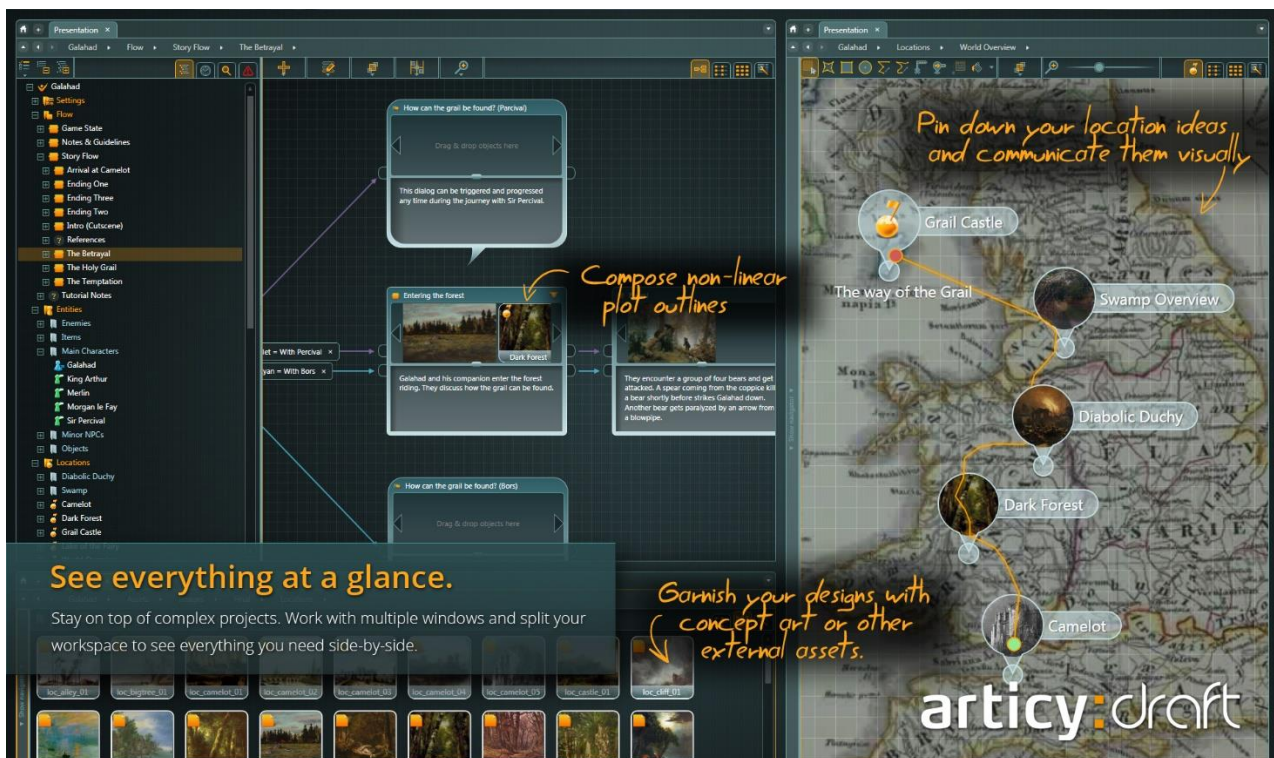 Presentation ×
Galahad ▸ Flow ▸ Story Flow ▸ The Betrayal ▸
Galahad
Settings
Flow
Game State
Notes & Guidelines
Story Flow
Arrival at Camelot
Ending One
Ending Three
Ending Two
Intro (Cutscene)
References
The Betrayal
The Holy Grail
The Temptation
Tutorial Notes
Entities
Enemies
Items
Main Characters
Galahad
King Arthur
Merlin
Morgan le Fay
Sir Percival
Minor NPCs
Objects
Locations
Diabolic Duchy
Swamp
Camelot
Dark Forest
Grail Castle
How can the grail be found? (Parcival)
Drag & drop objects here
This dialog can be triggered and progressed
any time during the journey with Sir Percival.
Compose non-linear
plot outlines
Entering the forest
Dark Forest
let = With Percival ×
yan = With Bors ×
Galahad and his companion enter the forest
riding. They discuss how the grail can be found.
They encounter a group of four bears and get
attacked. A spear coming from the coppice kill
a bear shortly before strikes Galahad down.
Another bear gets paralyzed by an arrow from
a blowpipe.
How can the grail be found? (Bors)
Drag & drop objects here
See everything at a glance.
Stay on top of complex projects. Work with multiple windows and split your
workspace to see everything you need side-by-side.
Garnish your designs with
concept art or other
external assets.
loc_alley_01
loc_bigtree_01
loc_camelot_01
loc_camelot_02
loc_camelot_03
loc_camelot_04
loc_camelot_05
loc_castle_01
loc_cliff_01
Presentation ×
Galahad ▸ Locations ▸ World Overview ▸
Pin down your location ideas
and communicate them visually
Grail Castle
The way of the Grail
Swamp Overview
Diabolic Duchy
Dark Forest
Camelot
articy:draft